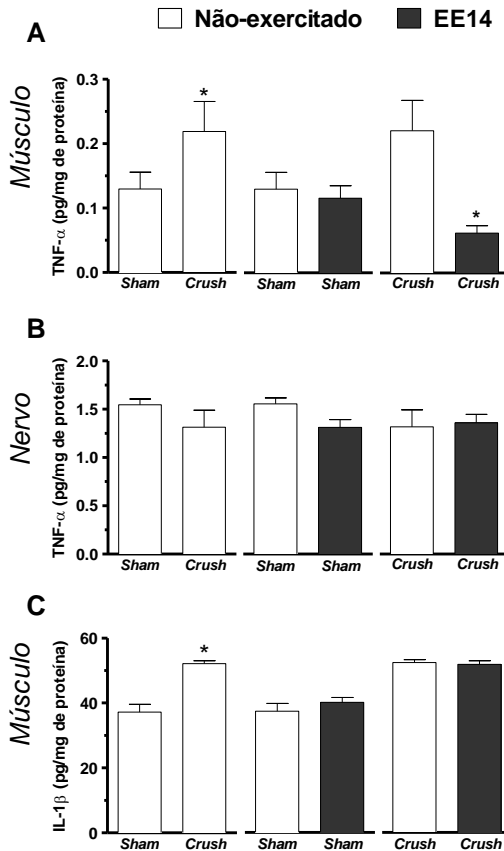 Não-exercitado EE14
A
Músculo
TNF-α (pg/mg de proteína)
0.3
0.2
0.1
0.0
* *
Sham Crush Sham Sham Crush Crush
B
Nervo
TNF-α (pg/mg de proteína)
2.0
1.5
1.0
0.5
0.0
Sham Crush Sham Sham Crush Crush
C
Músculo
IL-1β (pg/mg de proteína)
60
40
20
0
*
Sham Crush Sham Sham Crush Crush